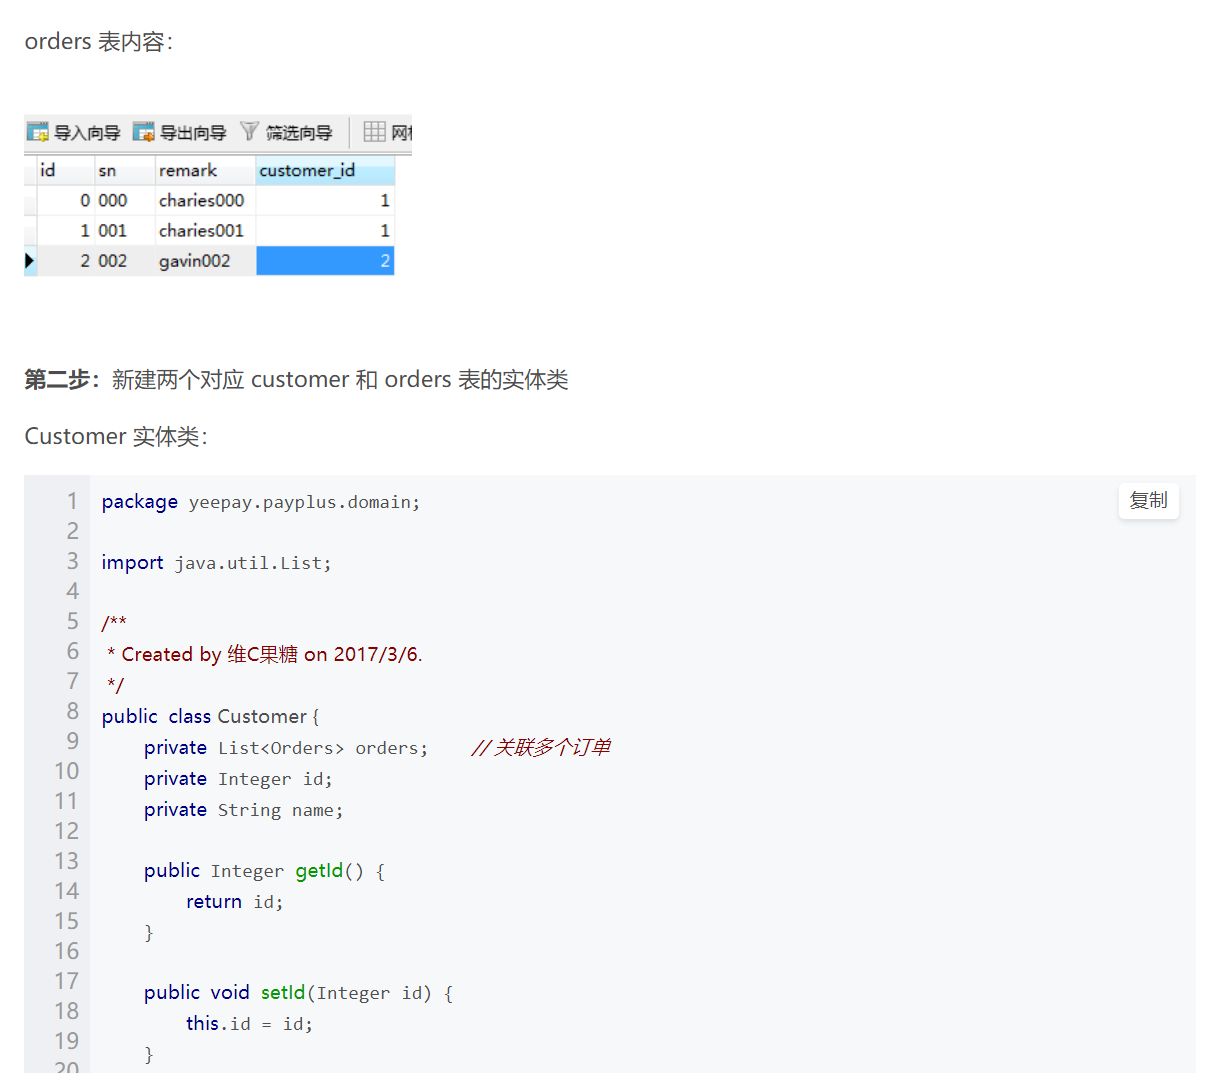 orders 表内容：
导入向导 导出向导 筛选向导 网
id sn remark customer_id
0 000 charies000 1
1 001 charies001 1
2 002 gavin002 2
第二步：新建两个对应 customer 和 orders 表的实体类
Customer 实体类：
复制
1 package yeepay.payplus.domain;
2
3 import java.util.List;
4
5 /**
6 * Created by 维C果糖 on 2017/3/6.
7 */
8 public class Customer {
9 private List<Orders> orders; // 关联多个订单
10 private Integer id;
11 private String name;
12
13 public Integer getId() {
14 return id;
15 }
16
17 public void setId(Integer id) {
18 this.id = id;
19 }
20